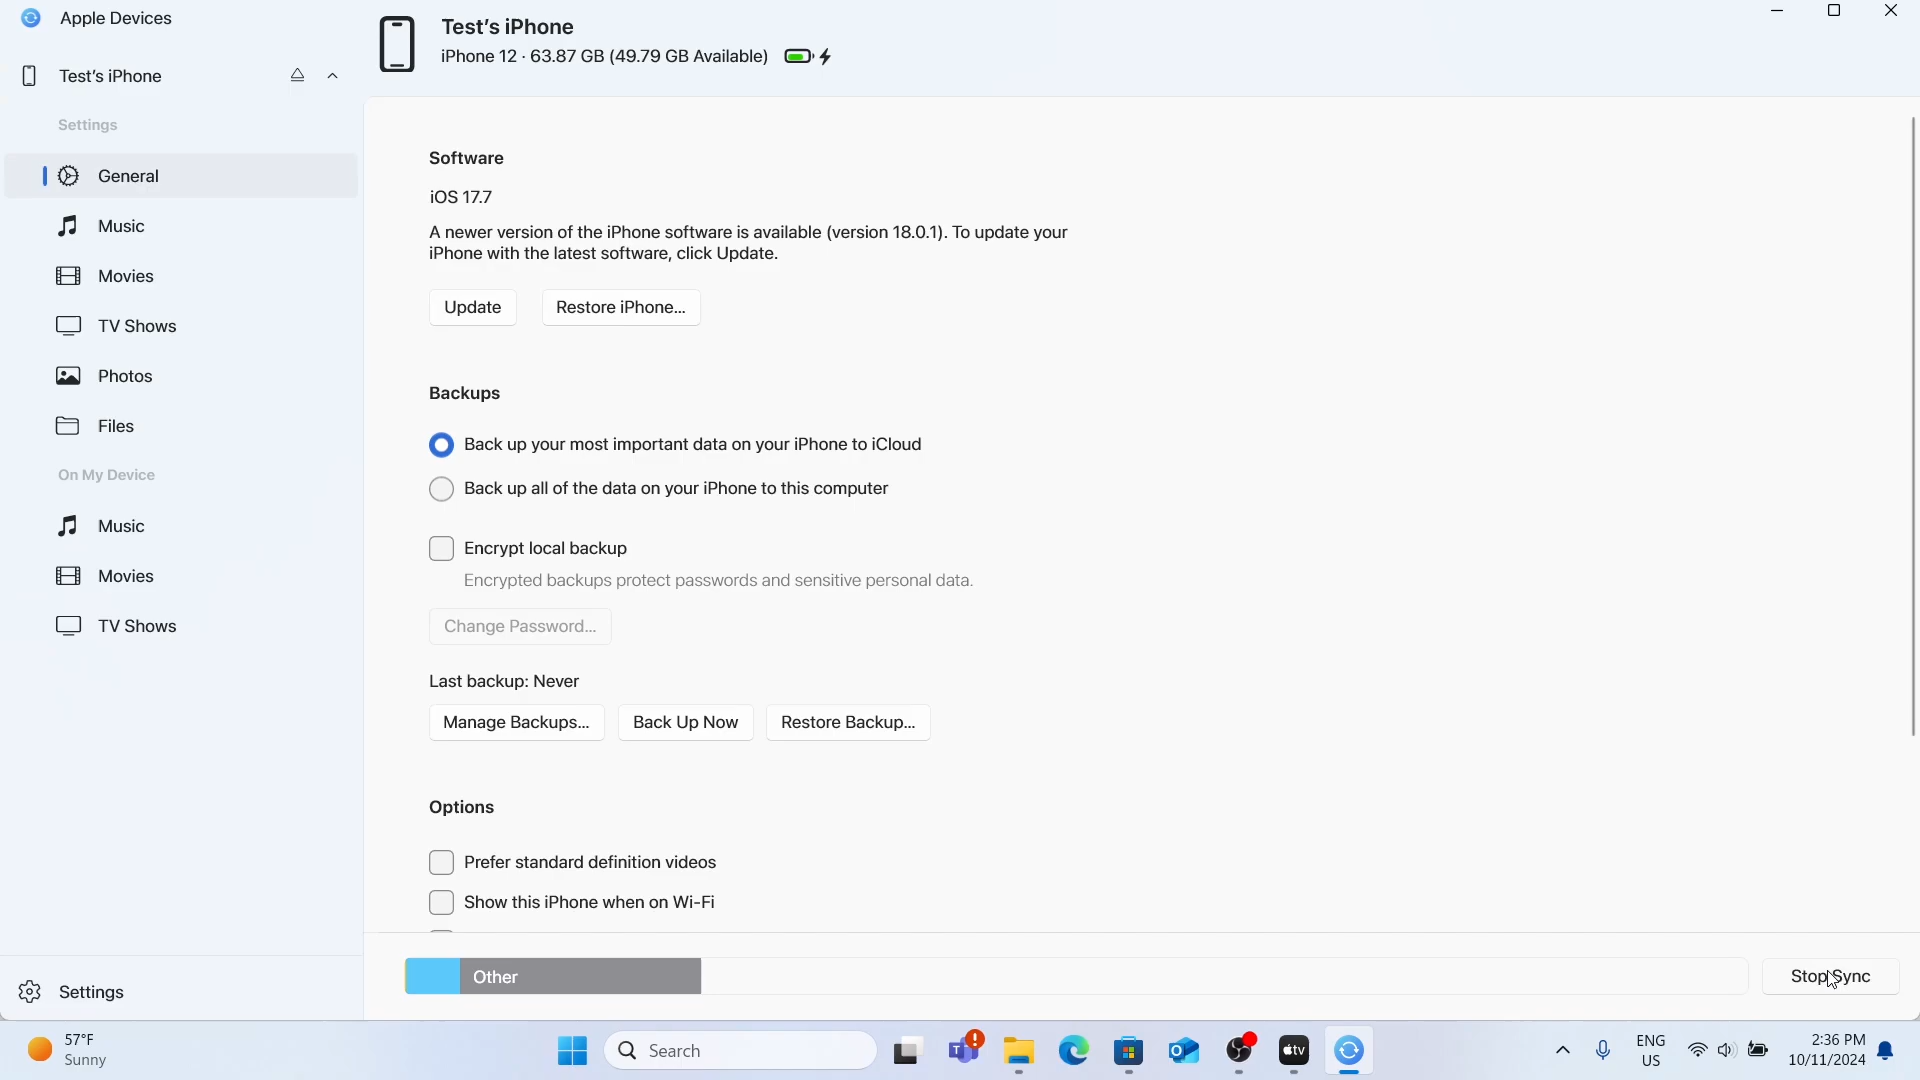 Apple Devices
Test's iPhone
Settings
General
Music
Movies
TV Shows
Photos
Files
On My Device
Music
Movies
TV Shows
Settings
Test's iPhone
iPhone 12 · 63.87 GB (49.79 GB Available)
Software
iOS 17.7
A newer version of the iPhone software is available (version 18.0.1). To update your
iPhone with the latest software, click Update.
Update Restore iPhone...
Backups
Back up your most important data on your iPhone to iCloud
Back up all of the data on your iPhone to this computer
Encrypt local backup
Encrypted backups protect passwords and sensitive personal data.
Change Password...
Last backup: Never
Manage Backups... Back Up Now Restore Backup...
Options
Prefer standard definition videos
Show this iPhone when on Wi-Fi
Other
Stop Sync
57°F
Sunny
Search
tv
ENG
US
2:36 PM
10/11/2024